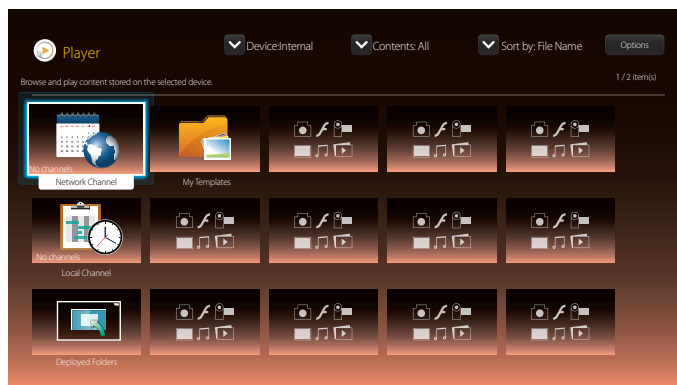 Player
Device:Internal
Contents: All
Sort by: File Name
Options
Browse and play content stored on the selected device.
1 / 2 item(s)
No channels
Network Channel
My Templates
No channels
Local Channel
Deployed Folders